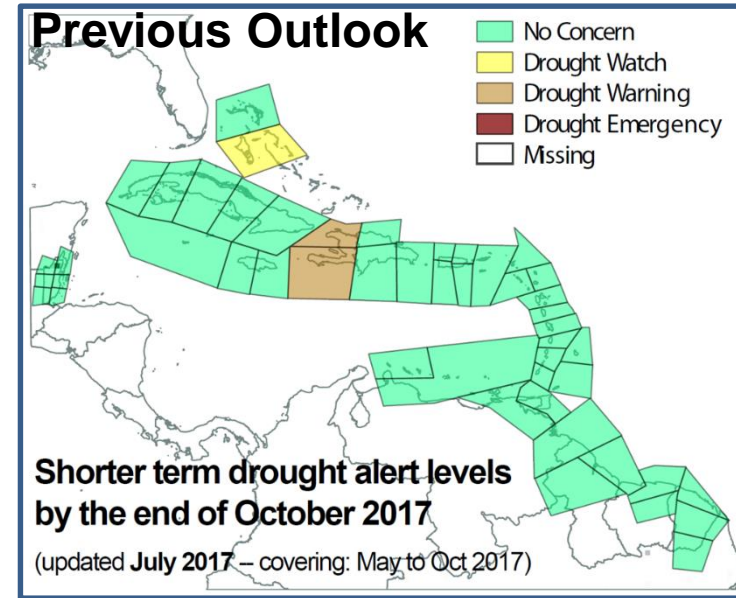 Previous Outlook
No Concern
Drought Watch
Drought Warning
Drought Emergency
Missing
Shorter term drought alert levels
by the end of October 2017
(updated July 2017 – covering: May to Oct 2017)